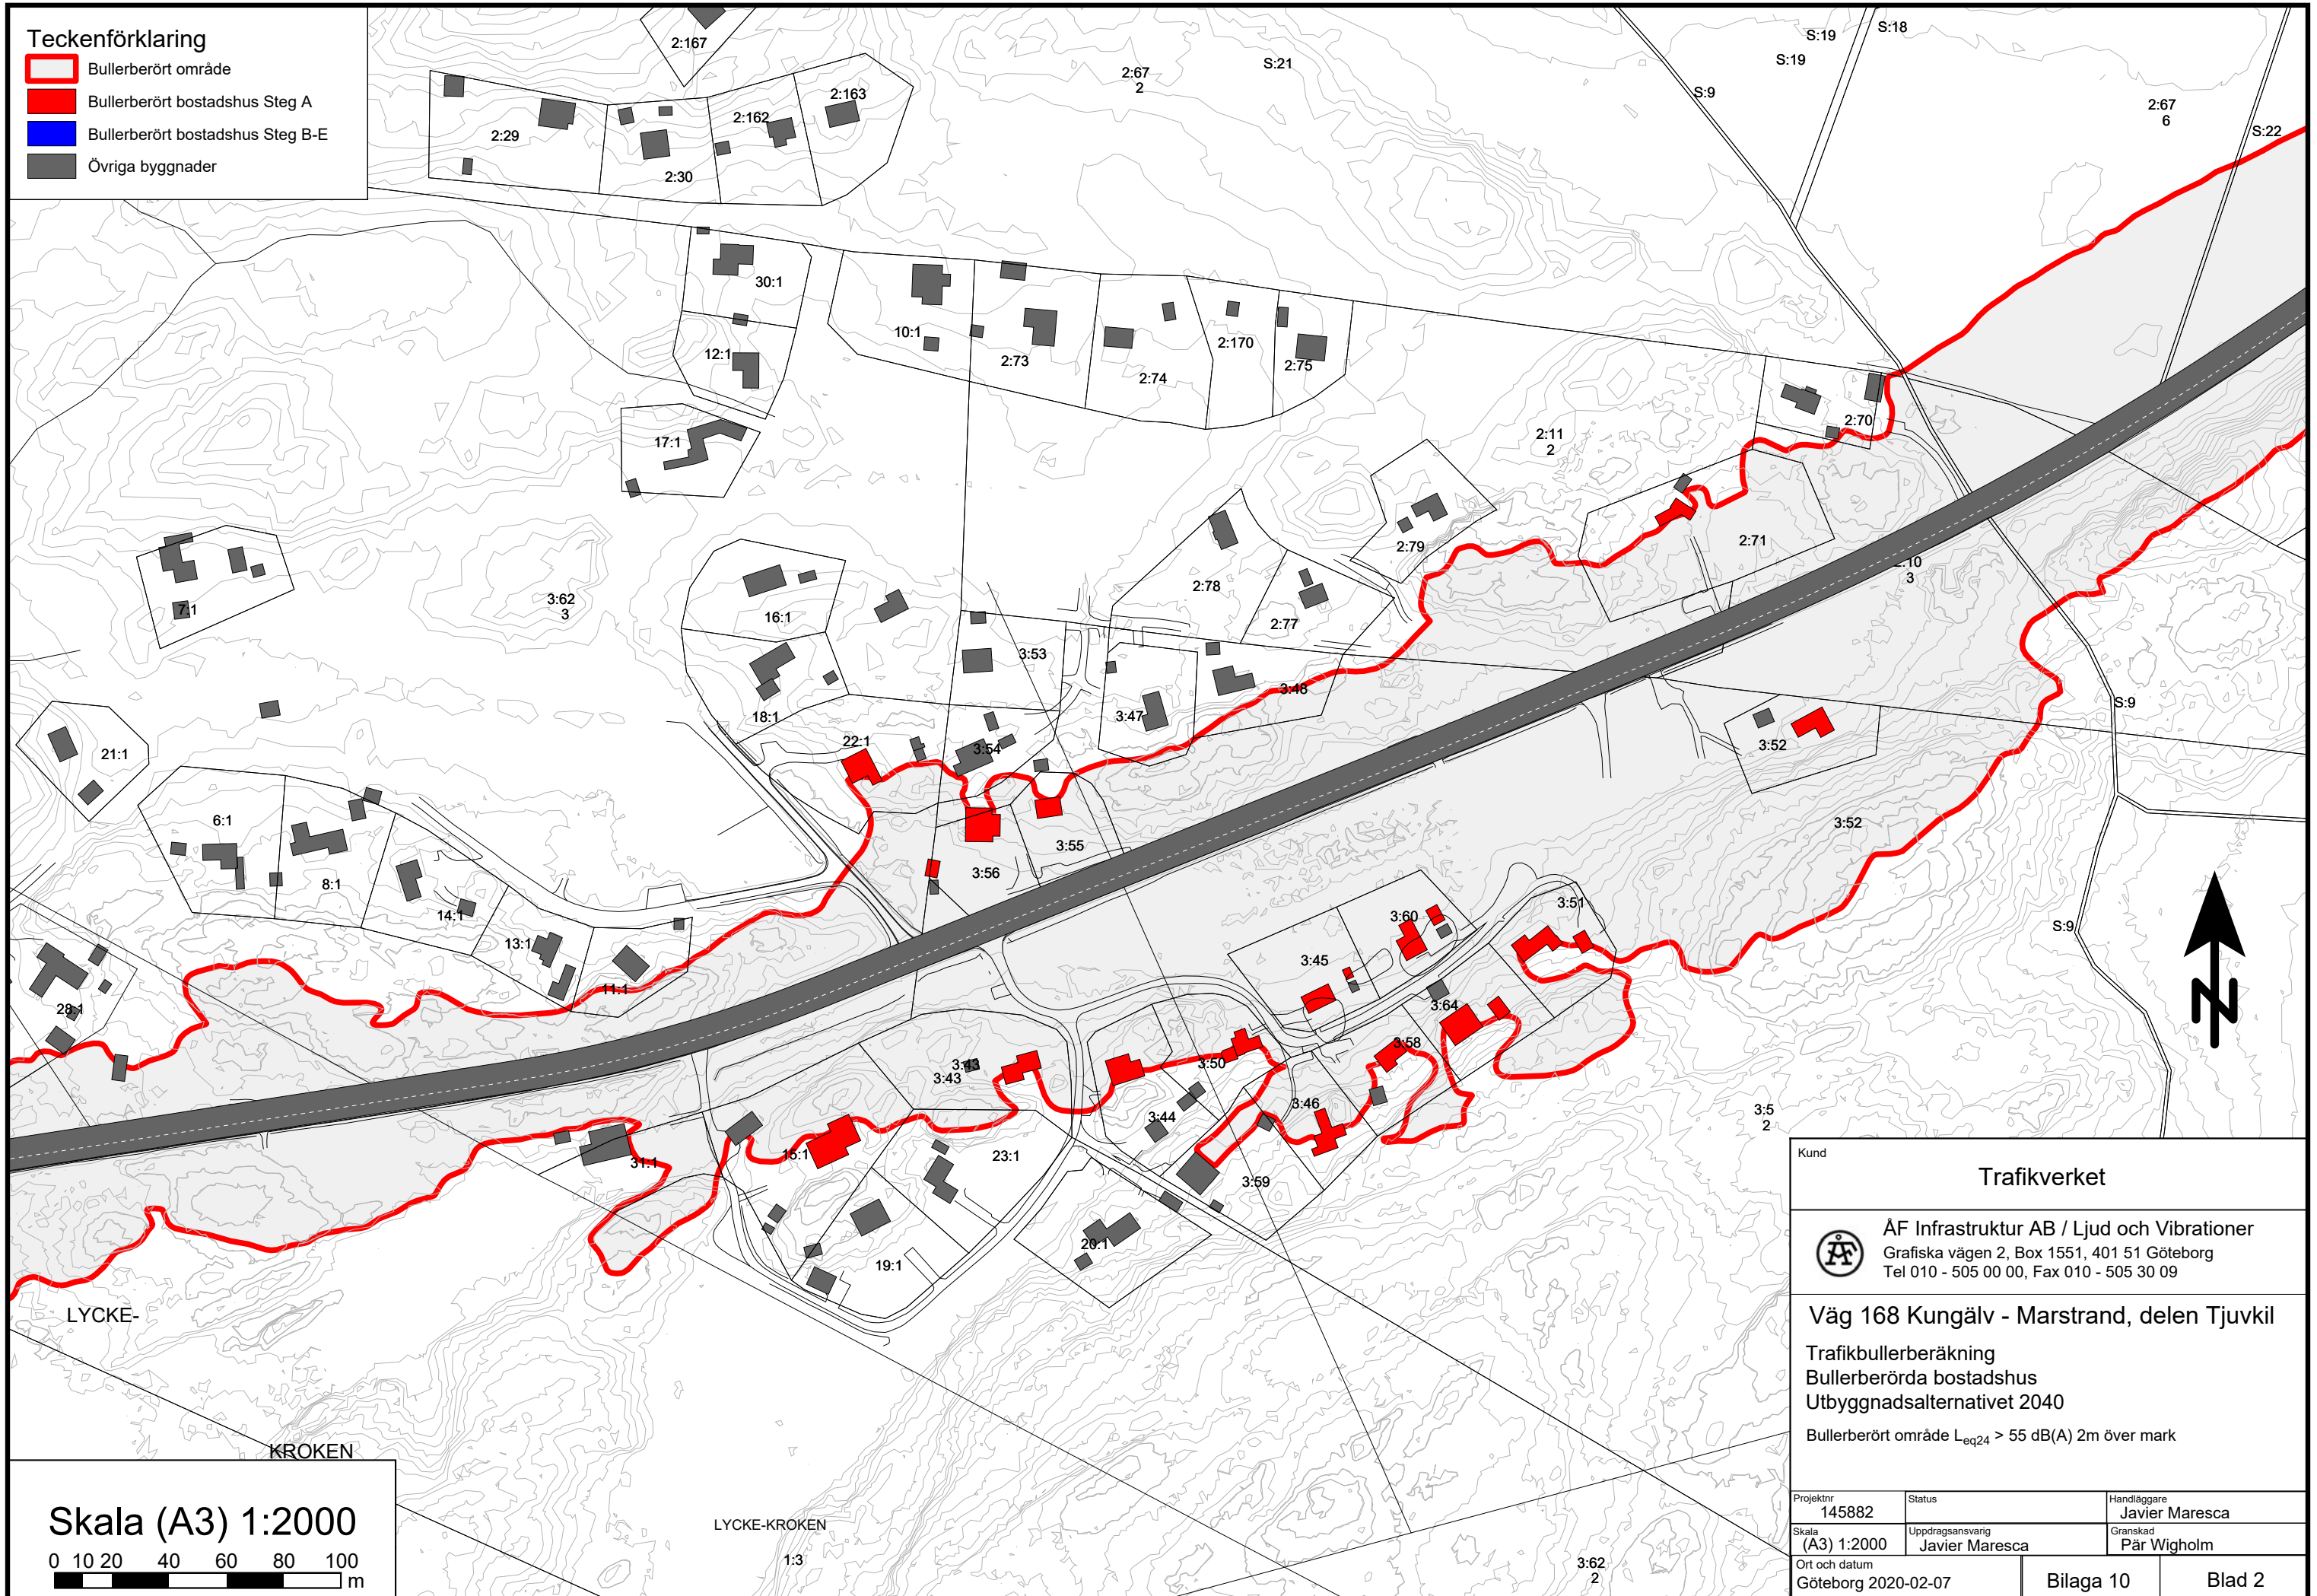 Teckenförklaring
Bullerberört område
Bullerberört bostadshus Steg A
Bullerberört bostadshus Steg B-E
Övriga byggnader
2:167
2:29
2:30
2:162
2:163
2:67
2
S:21
S:19
S:18
S:19
S:9
2:67
6
S:22
30:1
12:1
10:1
2:73
2:74
2:170
2:75
17:1
2:11
2
2:70
2:79
2:71
2:10
3
7:1
3:62
3
16:1
2:78
2:77
3:53
18:1
3:47
3:48
S:9
21:1
22:1
3:54
3:52
6:1
8:1
3:55
3:56
3:52
14:1
13:1
11:1
3:60
3:51
3:45
S:9
28:1
3:64
3:43
3:43
3:50
3:58
3:44
3:46
3:5
2
31:1
15:1
23:1
3:59
20:1
19:1
LYCKE-
KROKEN
LYCKE-KROKEN
1:3
3:62
2
Skala (A3) 1:2000
0 10 20 40 60 80 100
m
Kund
Trafikverket
ÅF
ÅF Infrastruktur AB / Ljud och Vibrationer
Grafiska vägen 2, Box 1551, 401 51 Göteborg
Tel 010 - 505 00 00, Fax 010 - 505 30 09
Väg 168 Kungälv - Marstrand, delen Tjuvkil
Trafikbullerberäkning
Bullerberörda bostadshus
Utbyggnadsalternativet 2040
Bullerberört område Leq24 > 55 dB(A) 2m över mark
Projektnr
145882
Status
Handläggare
Javier Maresca
Skala
(A3) 1:2000
Uppdragsansvarig
Javier Maresca
Granskad
Pär Wigholm
Ort och datum
Göteborg 2020-02-07
Bilaga 10
Blad 2
N